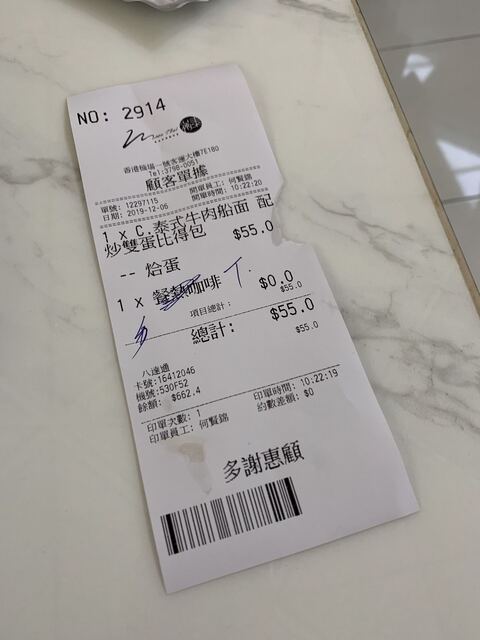 NO: 2914
香港機場一號客運大樓7E180
Tel:3798-0051
顧客單據
單號: 12297115 開單員工: 何賢錦
日期: 2019-12-06 開單時間: 10:22:20
1 x C.泰式牛肉船面 配
炒雙蛋比得包 $55.0
-- 烚蛋
1 x 餐熱咖啡 T. $0.0
項目總計: $55.0
總計: $55.0
$55.0
八達通
卡號:16412046
機號:530F52
餘額: $662.4
印單次數: 1 印單時間: 10:22:19
印單員工: 何賢錦 約數差額: $0
多謝惠顧